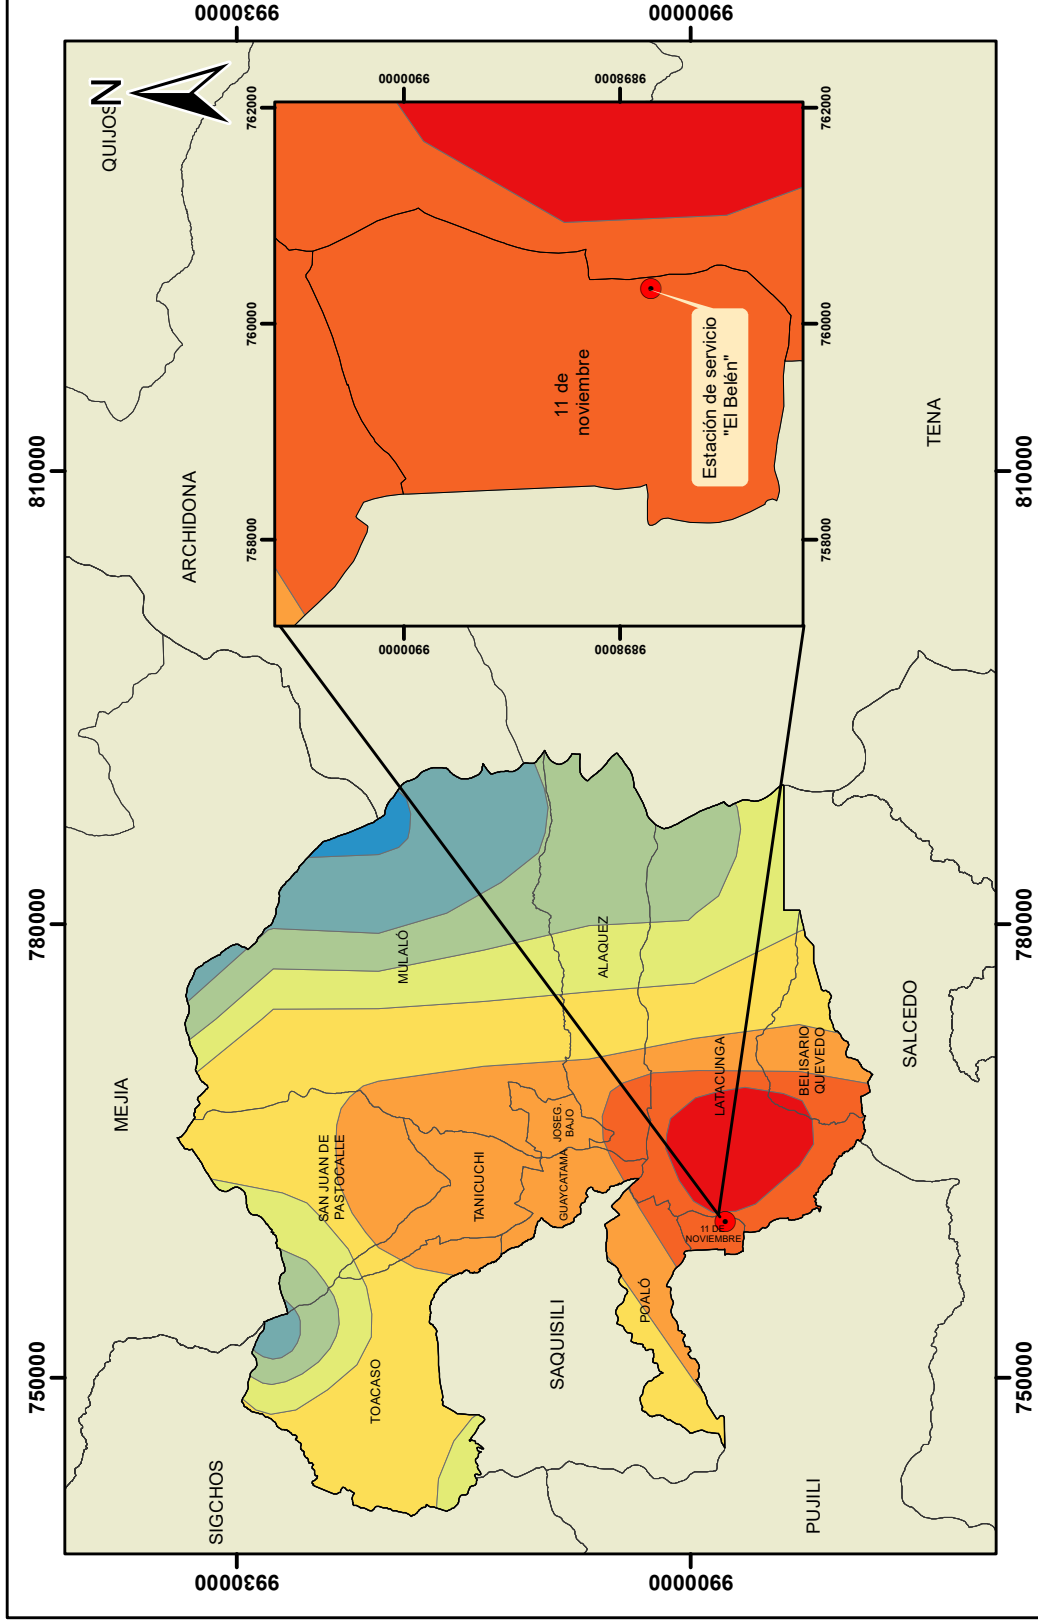 750000
780000
810000
9930000
9930000
N
QUIJOS
MEJIA
SIGCHOS
ARCHIDONA
SAN JUAN DE
PASTOCALLE
MULALÓ
TOACASO
TANICUCHI
GUAYCATAMA
JOSEG.
BAJO
ALAQUEZ
SAQUISILI
POALÓ
11 DE
NOVIEMBRE
LATACUNGA
BELISARIO
QUEVEDO
PUJILI
SALCEDO
TENA
758000
760000
762000
9900000
9900000
11 de
noviembre
9898000
9898000
Estación de servicio
"El Belén"
758000
760000
762000
9900000
9900000
750000
780000
810000